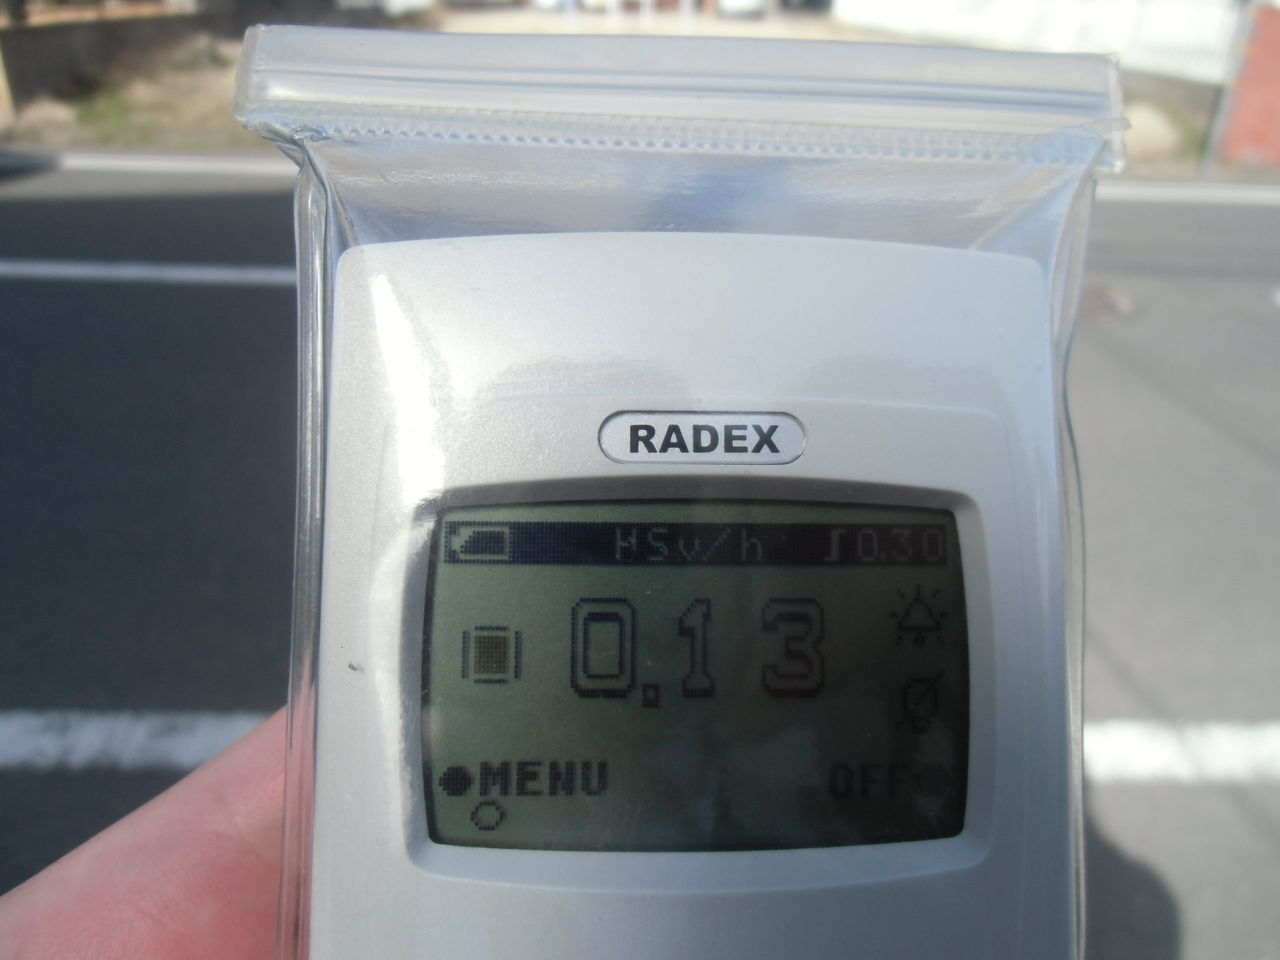 RADEX
µSv/h 0.30
0.13
MENU OFF